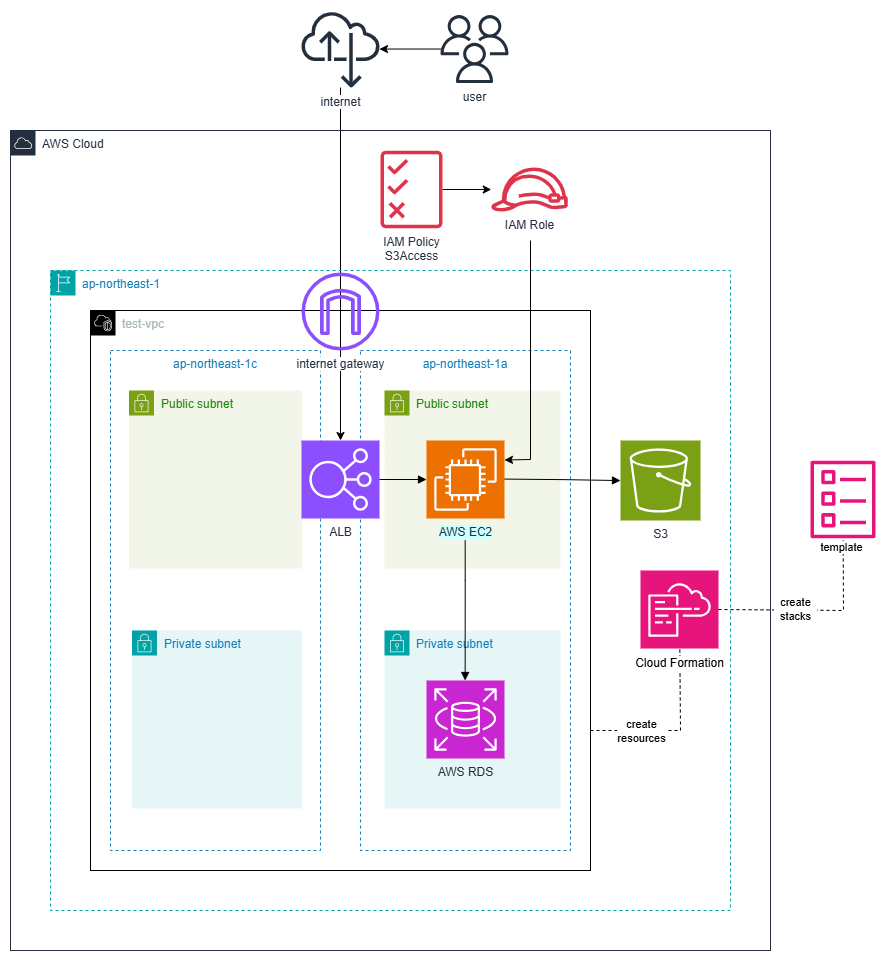 internet
user
AWS Cloud
IAM Policy
S3Access
IAM Role
ap-northeast-1
test-vpc
ap-northeast-1c
internet gateway
ap-northeast-1a
Public subnet
Public subnet
ALB
AWS EC2
S3
template
create
stacks
Private subnet
Private subnet
Cloud Formation
create
resources
AWS RDS